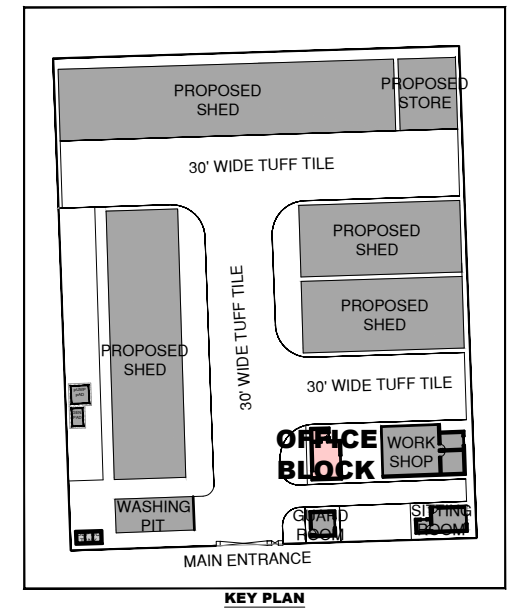 PROPOSED
SHED
PROPOSED
STORE
30' WIDE TUFF TILE
PROPOSED
SHED
30' WIDE TUFF TILE
PROPOSED
SHED
PROPOSED
SHED
30' WIDE TUFF TILE
OFFICE
BLOCK
WORK
SHOP
WASHING
PIT
GUARD
ROOM
SITTING
ROOM
MAIN ENTRANCE
KEY PLAN